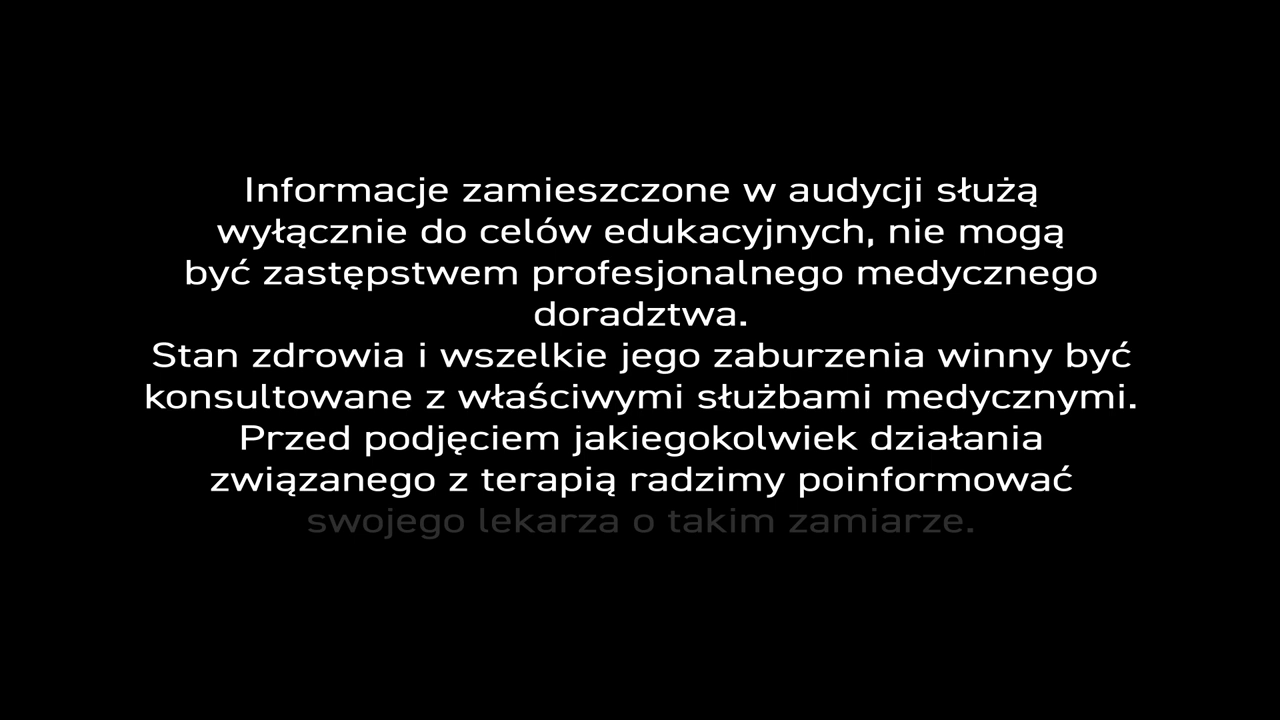 Informacje zamieszczone w audycji służą
wyłącznie do celów edukacyjnych, nie mogą
być zastępstwem profesjonalnego medycznego
doradztwa.
Stan zdrowia i wszelkie jego zaburzenia winny być
konsultowane z właściwymi służbami medycznymi.
Przed podjęciem jakiegokolwiek działania
związanego z terapią radzimy poinformować
swojego lekarza o takim zamiarze.